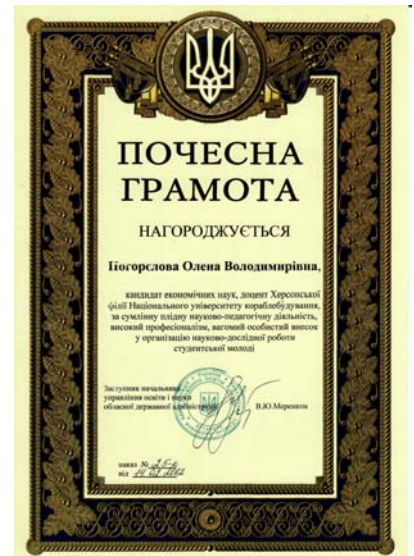 ПОЧЕСНА
ГРАМОТА
НАГОРОДЖУЄТЬСЯ
Олена Володимирівна,
кандидат економічних наук, доцент Херсонської
філії Національного університету кораблебудування,
за сумлінну плідну науково-педагогічну діяльність,
високий професіоналізм, вагомий особистий внесок
у організацію науково-дослідної роботи
студентської молоді
Заступник начальника
управління освіти і науки
обласної державної адміністрації В.Ю.Меренков
наказ №
від